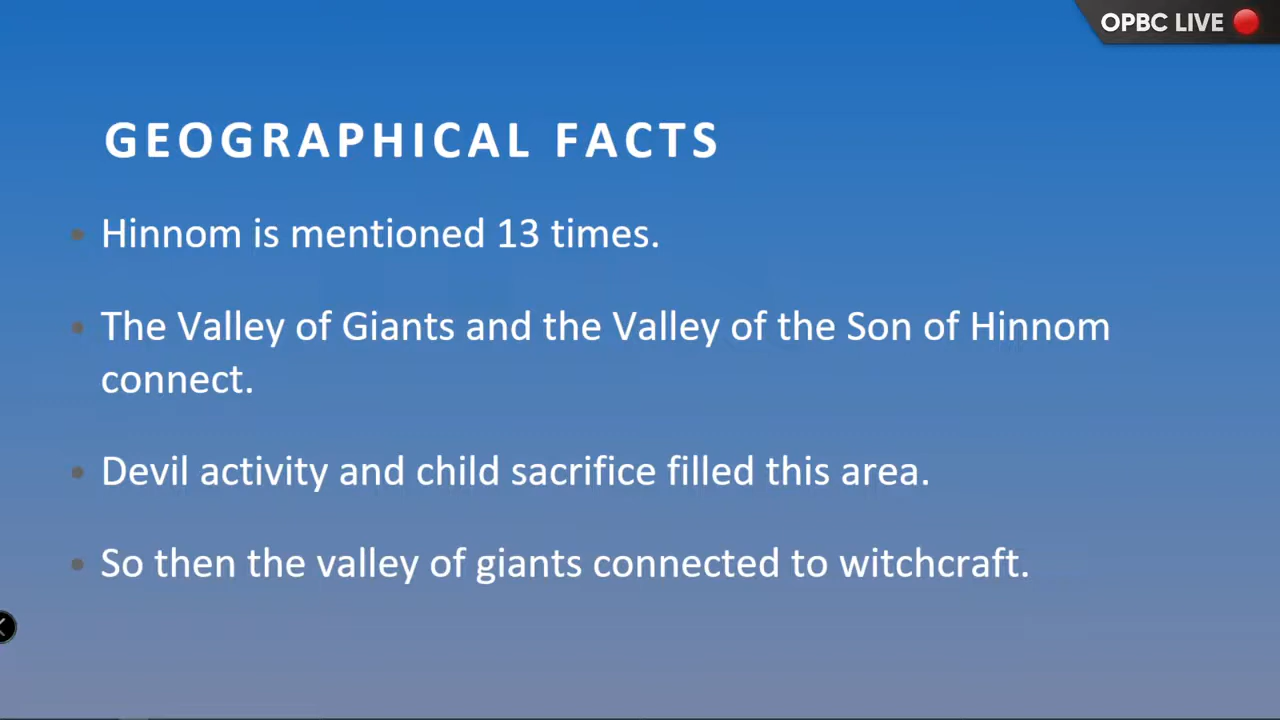 OPBC LIVE
GEOGRAPHICAL FACTS
Hinnom is mentioned 13 times.
The Valley of Giants and the Valley of the Son of Hinnom
connect.
Devil activity and child sacrifice filled this area.
So then the valley of giants connected to witchcraft.